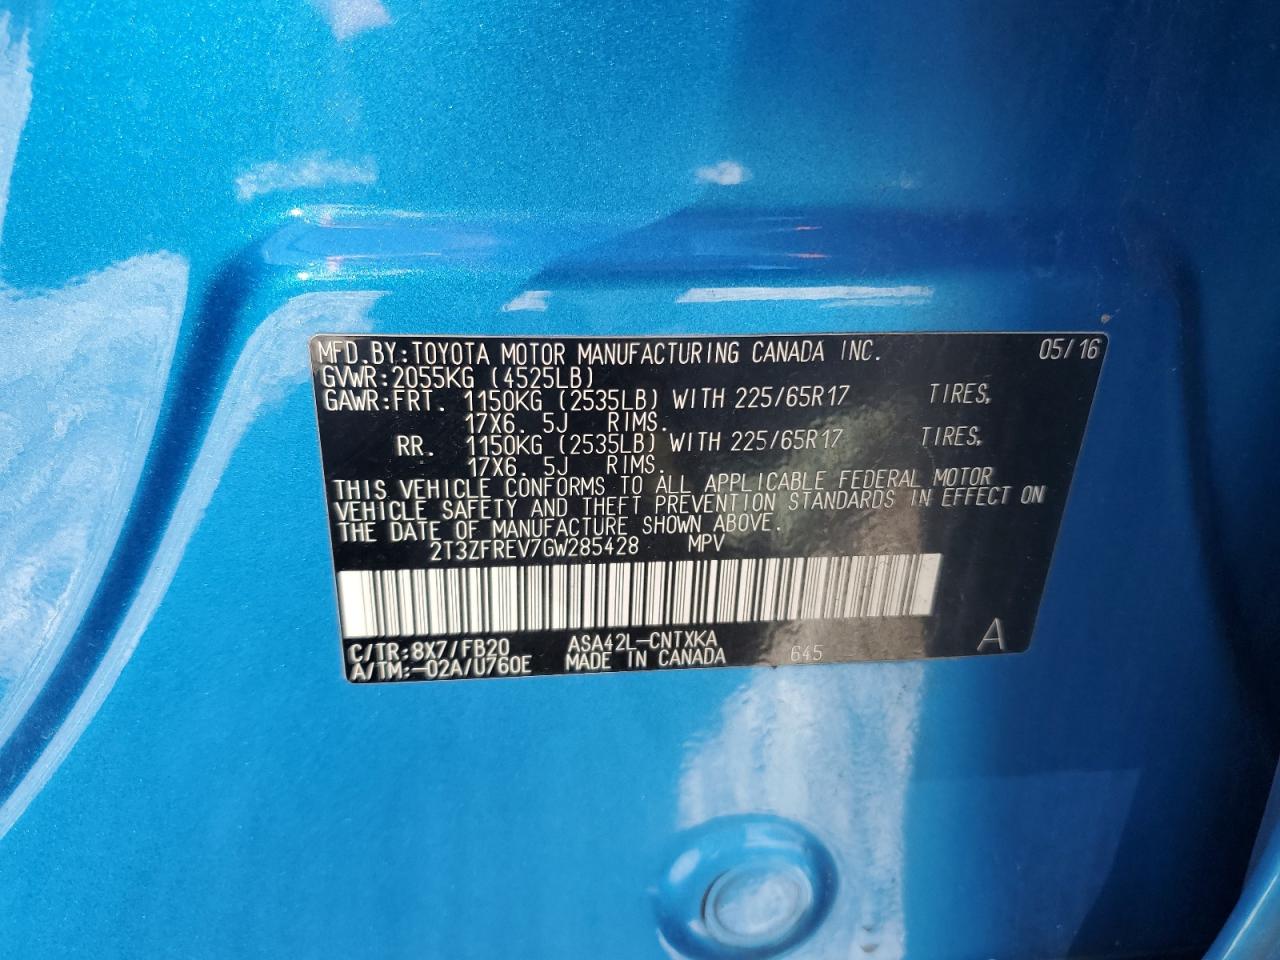 MFD.BY:TOYOTA MOTOR MANUFACTURING CANADA INC. 05/16
GVWR:2055KG (4525LB)
GAWR:FRT. 1150KG (2535LB) WITH 225/65R17 TIRES,
17X6. 5J RIMS.
RR. 1150KG (2535LB) WITH 225/65R17 TIRES,
17X6. 5J RIMS.
THIS VEHICLE CONFORMS TO ALL APPLICABLE FEDERAL MOTOR
VEHICLE SAFETY AND THEFT PREVENTION STANDARDS IN EFFECT ON
THE DATE OF MANUFACTURE SHOWN ABOVE.
2T3ZFREV7GW285428 MPV
C/TR:8X7/FB20 ASA42L-CNTXKA A
A/TM:-02A/U760E MADE IN CANADA 645